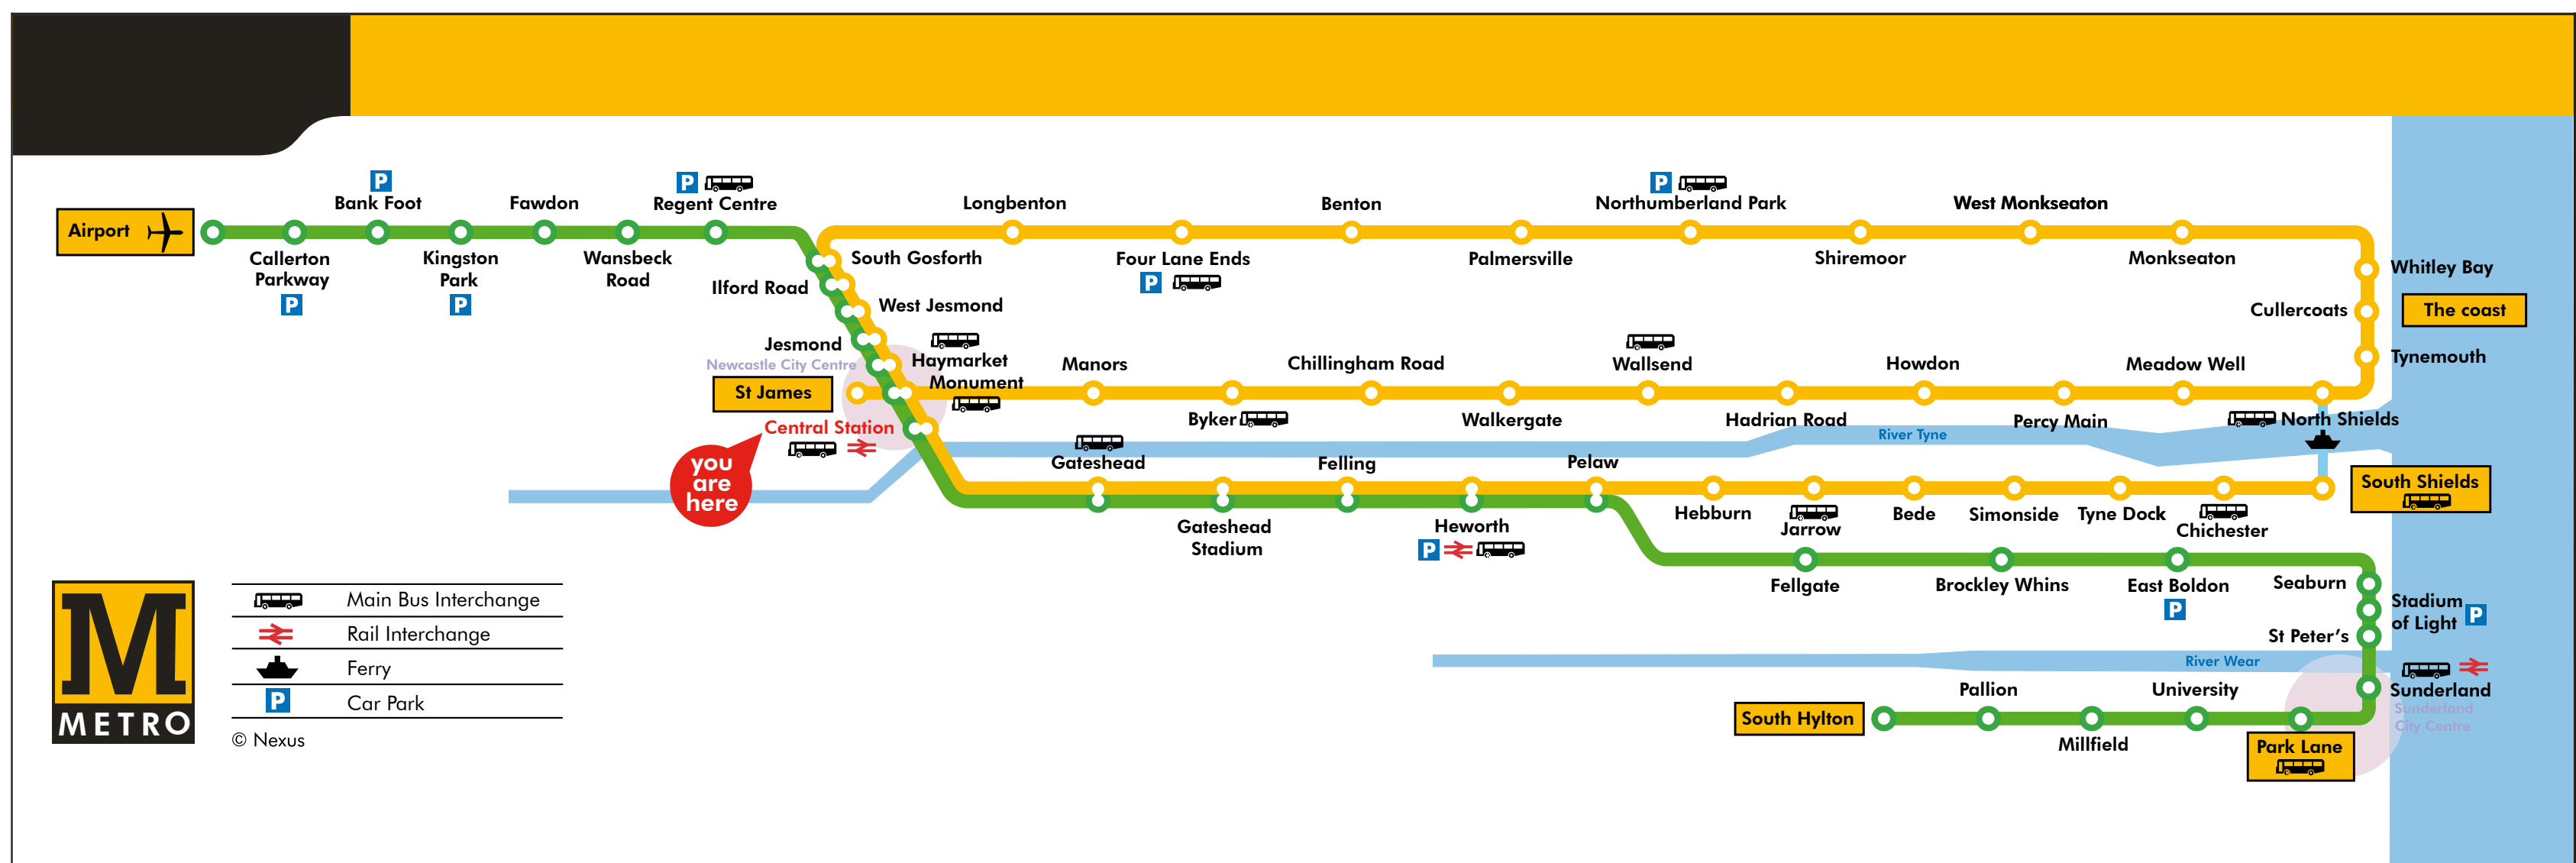 P
P
P
Bank Foot
Fawdon
Regent Centre
Longbenton
Benton
Northumberland Park
West Monkseaton
Airport
Callerton
Parkway
P
Kingston
Park
P
Wansbeck
Road
South Gosforth
Four Lane Ends
P
Palmersville
Shiremoor
Monkseaton
Whitley Bay
Ilford Road
West Jesmond
Cullercoats
The coast
Jesmond
Newcastle City Centre
Haymarket
Monument
Manors
Chillingham Road
Wallsend
Howdon
Meadow Well
Tynemouth
St James
Byker
Walkergate
Hadrian Road
Percy Main
North Shields
Central Station
River Tyne
you
are
here
Gateshead
Felling
Pelaw
South Shields
Gateshead
Stadium
Heworth
P
Hebburn
Jarrow
Bede
Simonside
Tyne Dock
Chichester
Fellgate
Brockley Whins
East Boldon
P
Seaburn
Stadium
of Light
P
St Peter's
River Wear
Sunderland
Sunderland
City Centre
Pallion
University
South Hylton
Millfield
Park Lane
M
METRO
Main Bus Interchange
Rail Interchange
Ferry
P
Car Park
© Nexus